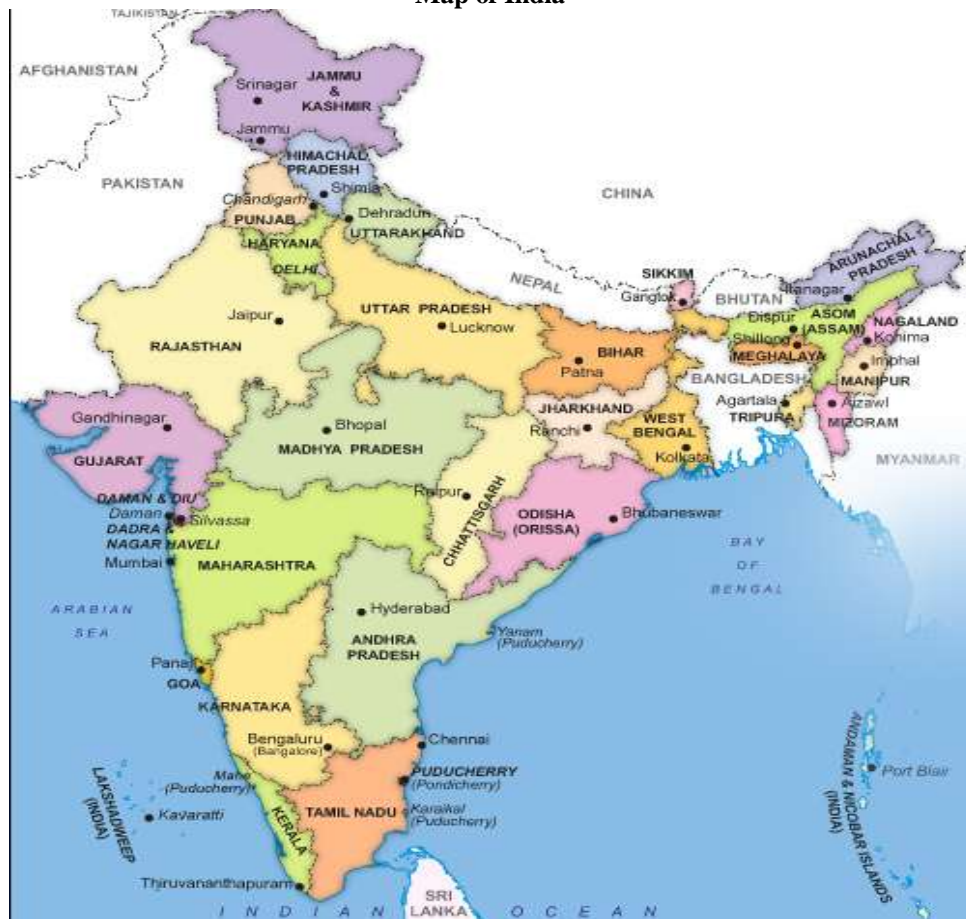 Map of India
TAJIKISTAN
AFGHANISTAN
JAMMU
&
KASHMIR
Srinagar
Jammu
HIMACHAL
PRADESH
PAKISTAN
Shimla
CHINA
Chandigarh
PUNJAB
Dehradun
UTTARAKHAND
HARYANA
DELHI
ARUNACHAL
PRADESH
NEPAL
SIKKIM
Gangtok
BHUTAN
Itanagar
UTTAR PRADESH
Lucknow
Jaipur
RAJASTHAN
Dispur
ASOM
(ASSAM)
NAGALAND
Kohima
Shillong
MEGHALAYA
BIHAR
Patna
Imphal
MANIPUR
BANGLADESH
Agartala
TRIPURA
Aizawl
MIZORAM
JHARKHAND
Ranchi
WEST
BENGAL
Kolkata
Gandhinagar
GUJARAT
Bhopal
MADHYA PRADESH
MYANMAR
Raipur
CHHATTISGARH
DAMAN & DIU
Daman
Silvassa
DADRA &
NAGAR HAVELI
Mumbai
MAHARASHTRA
ODISHA
(ORISSA)
Bhubaneswar
BAY
OF
BENGAL
ARABIAN
SEA
Hyderabad
ANDHRA
PRADESH
Yanam
(Puducherry)
Panaji
GOA
KARNATAKA
Bengaluru
(Bangalore)
Chennai
Mahe
(Puducherry)
PUDUCHERRY
(Pondicherry)
Karaikal
(Puducherry)
TAMIL NADU
KERALA
LAKSHADWEEP
(INDIA)
Kavaratti
Thiruvananthapuram
ANDAMAN & NICOBAR ISLANDS
(INDIA)
Port Blair
SRI
LANKA
INDIAN OCEAN